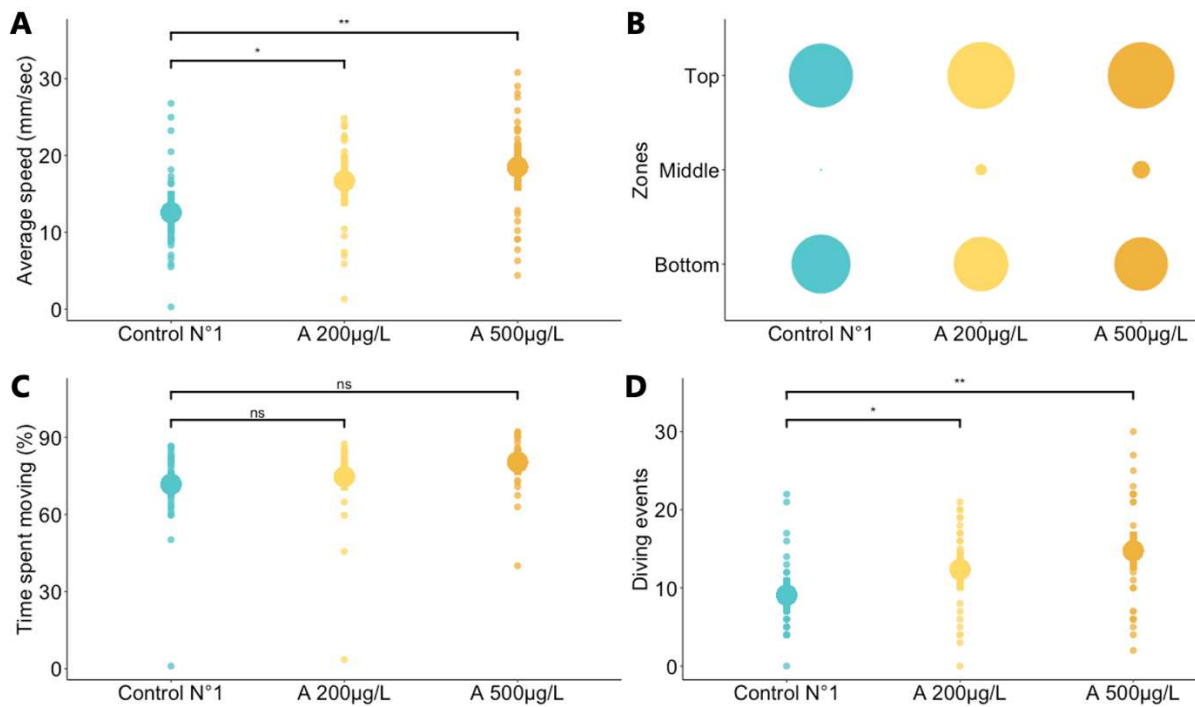 A
Average speed (mm/sec)
30
20
10
0
*
**
Control N°1
A 200µg/L
A 500µg/L
B
Zones
Top
Middle
Bottom
Control N°1
A 200µg/L
A 500µg/L
C
Time spent moving (%)
90
60
30
0
ns
ns
Control N°1
A 200µg/L
A 500µg/L
D
Diving events
30
20
10
0
**
*
Control N°1
A 200µg/L
A 500µg/L